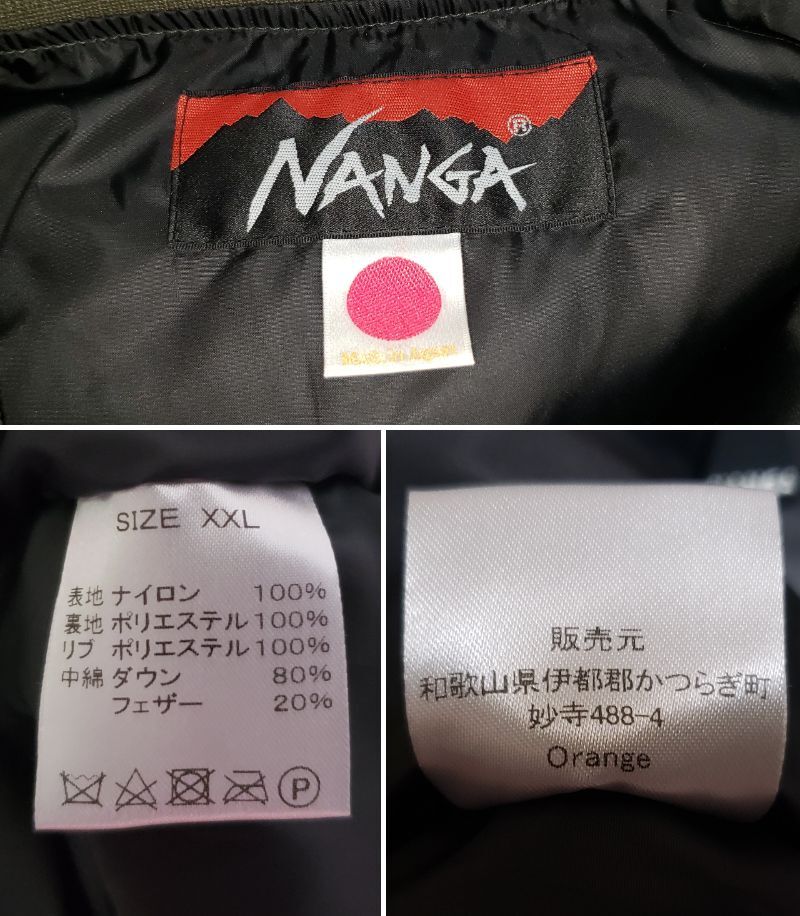 NANGA®
Made in Japan
SIZE XXL
表地 ナイロン 100%
裏地 ポリエステル 100%
リブ ポリエステル 100%
中綿 ダウン 80%
フェザー 20%
P
販売元
和歌山県伊都郡かつらぎ町
妙寺488-4
Orange